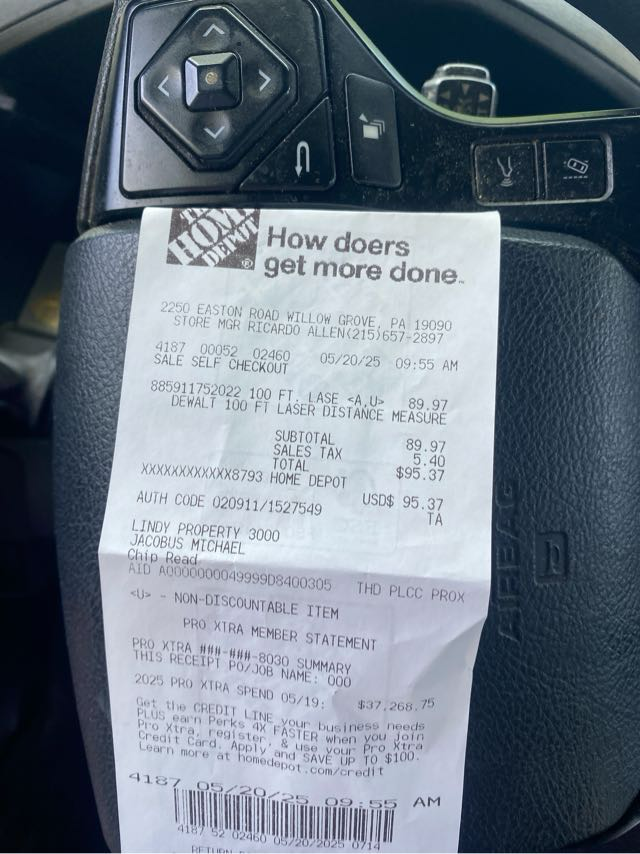 THE HOME DEPOT
How doers
get more done.
2250 EASTON ROAD WILLOW GROVE, PA 19090
STORE MGR RICARDO ALLEN(215)657-2897
4187 00052 02460 05/20/25 09:55 AM
SALE SELF CHECKOUT
885911752022 100 FT. LASE <A,U> 89.97
DEWALT 100 FT LASER DISTANCE MEASURE
SUBTOTAL 89.97
SALES TAX 5.40
TOTAL $95.37
XXXXXXXXXXXX8793 HOME DEPOT
USD$ 95.37
AUTH CODE 020911/1527549 TA
LINDY PROPERTY 3000
JACOBUS MICHAEL
Chip Read
AID A0000000049999D8400305 THD PLCC PROX
<U> - NON-DISCOUNTABLE ITEM
PRO XTRA MEMBER STATEMENT
PRO XTRA ###-###-8030 SUMMARY
THIS RECEIPT PO/JOB NAME: 000
2025 PRO XTRA SPEND 05/19: $37,268.75
Get the CREDIT LINE your business needs
PLUS earn Perks 4X FASTER when you join
Pro Xtra, register, & use your Pro Xtra
Credit Card. Apply and SAVE UP TO $100.
Learn more at homedepot.com/credit
4187 05/20/25 09:55 AM
4187 52 02460 05/20/2025 0714
AIRBAG